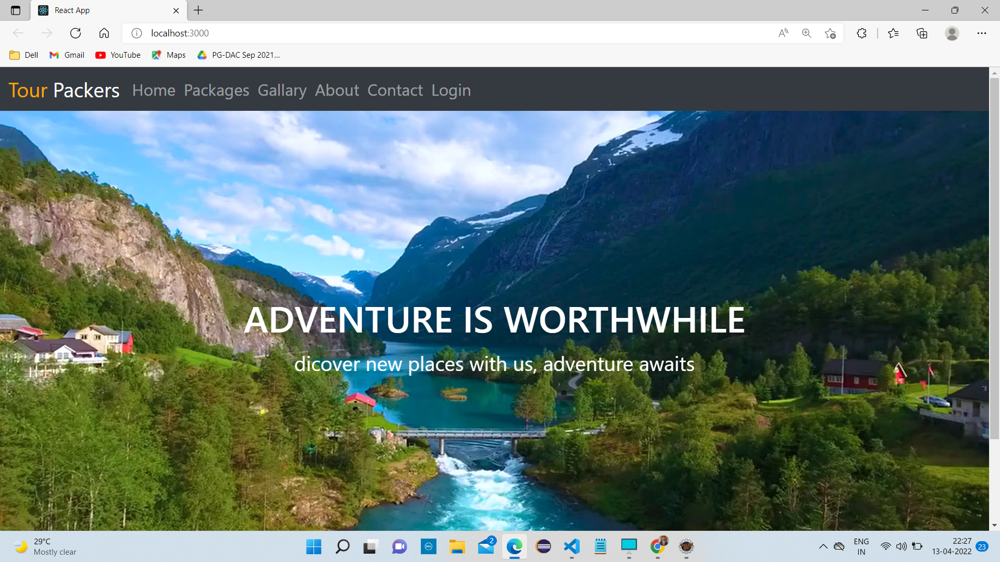 React App
localhost:3000
Dell Gmail YouTube Maps PG-DAC Sep 2021...
Tour Packers Home Packages Gallary About Contact Login
ADVENTURE IS WORTHWHILE
dicover new places with us, adventure awaits
29°C
Mostly clear
2
ENG
IN
22:27
13-04-2022
23